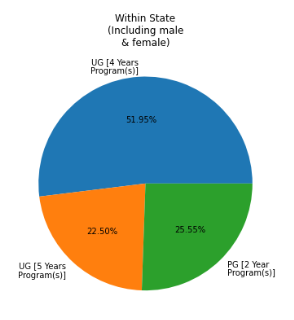 Within State
(Including male
& female)
UG [4 Years
Program(s)]
51.95%
22.50%
25.55%
UG [5 Years
Program(s)]
PG [2 Year
Program(s)]